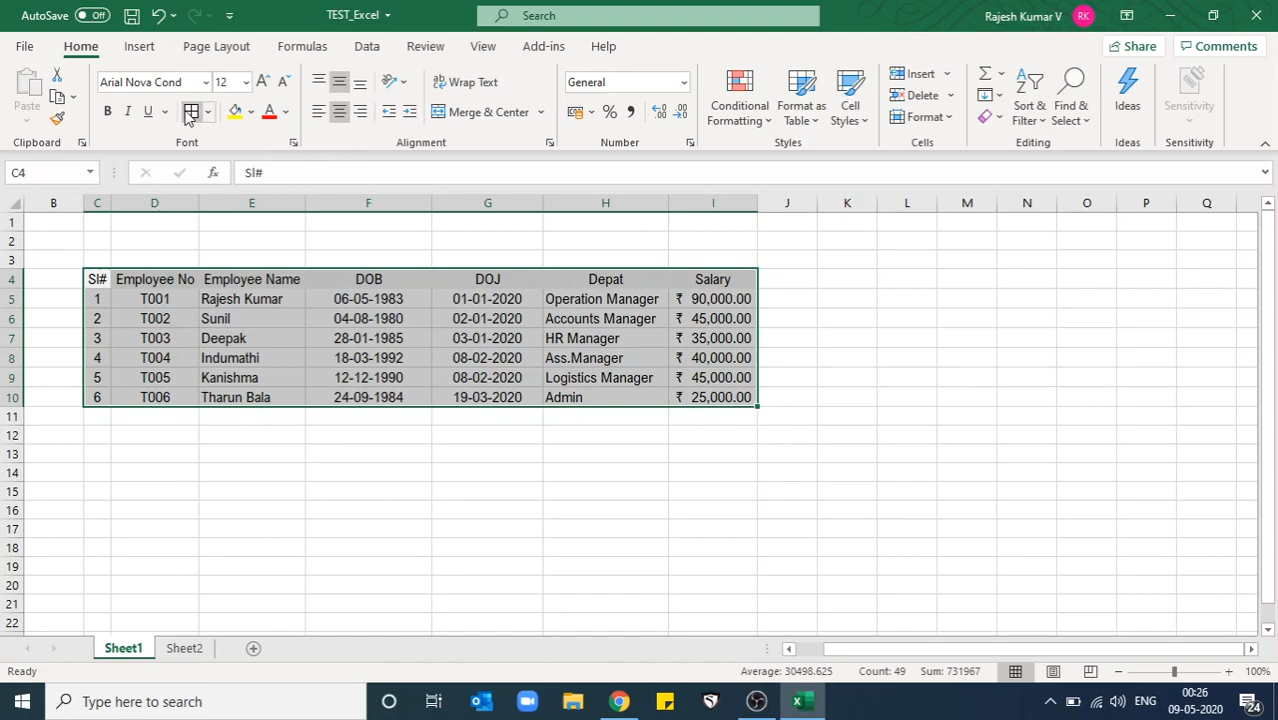 AutoSave Off TEST_Excel Search Rajesh Kumar V RK
File Home Insert Page Layout Formulas Data Review View Add-ins Help Share Comments
Paste Arial Nova Cond 12 A A Wrap Text General Conditional Formatting Format as Table Cell Styles Insert Sort & Filter Find & Select Ideas Sensitivity
B I U A Merge & Center % Delete Format
Clipboard Font Alignment Number Styles Cells Editing Ideas Sensitivity
C4 fx Sl#
B C D E F G H I J K L M N O P Q
1
2
3
4 Sl# Employee No Employee Name DOB DOJ Depat Salary
5 1 T001 Rajesh Kumar 06-05-1983 01-01-2020 Operation Manager ₹ 90,000.00
6 2 T002 Sunil 04-08-1980 02-01-2020 Accounts Manager ₹ 45,000.00
7 3 T003 Deepak 28-01-1985 03-01-2020 HR Manager ₹ 35,000.00
8 4 T004 Indumathi 18-03-1992 08-02-2020 Ass.Manager ₹ 40,000.00
9 5 T005 Kanishma 12-12-1990 08-02-2020 Logistics Manager ₹ 45,000.00
10 6 T006 Tharun Bala 24-09-1984 19-03-2020 Admin ₹ 25,000.00
11
12
13
14
15
16
17
18
19
20
21
22
Sheet1 Sheet2
Ready Average: 30498.625 Count: 49 Sum: 731967 100%
Type here to search ENG 00:26
09-05-2020 24